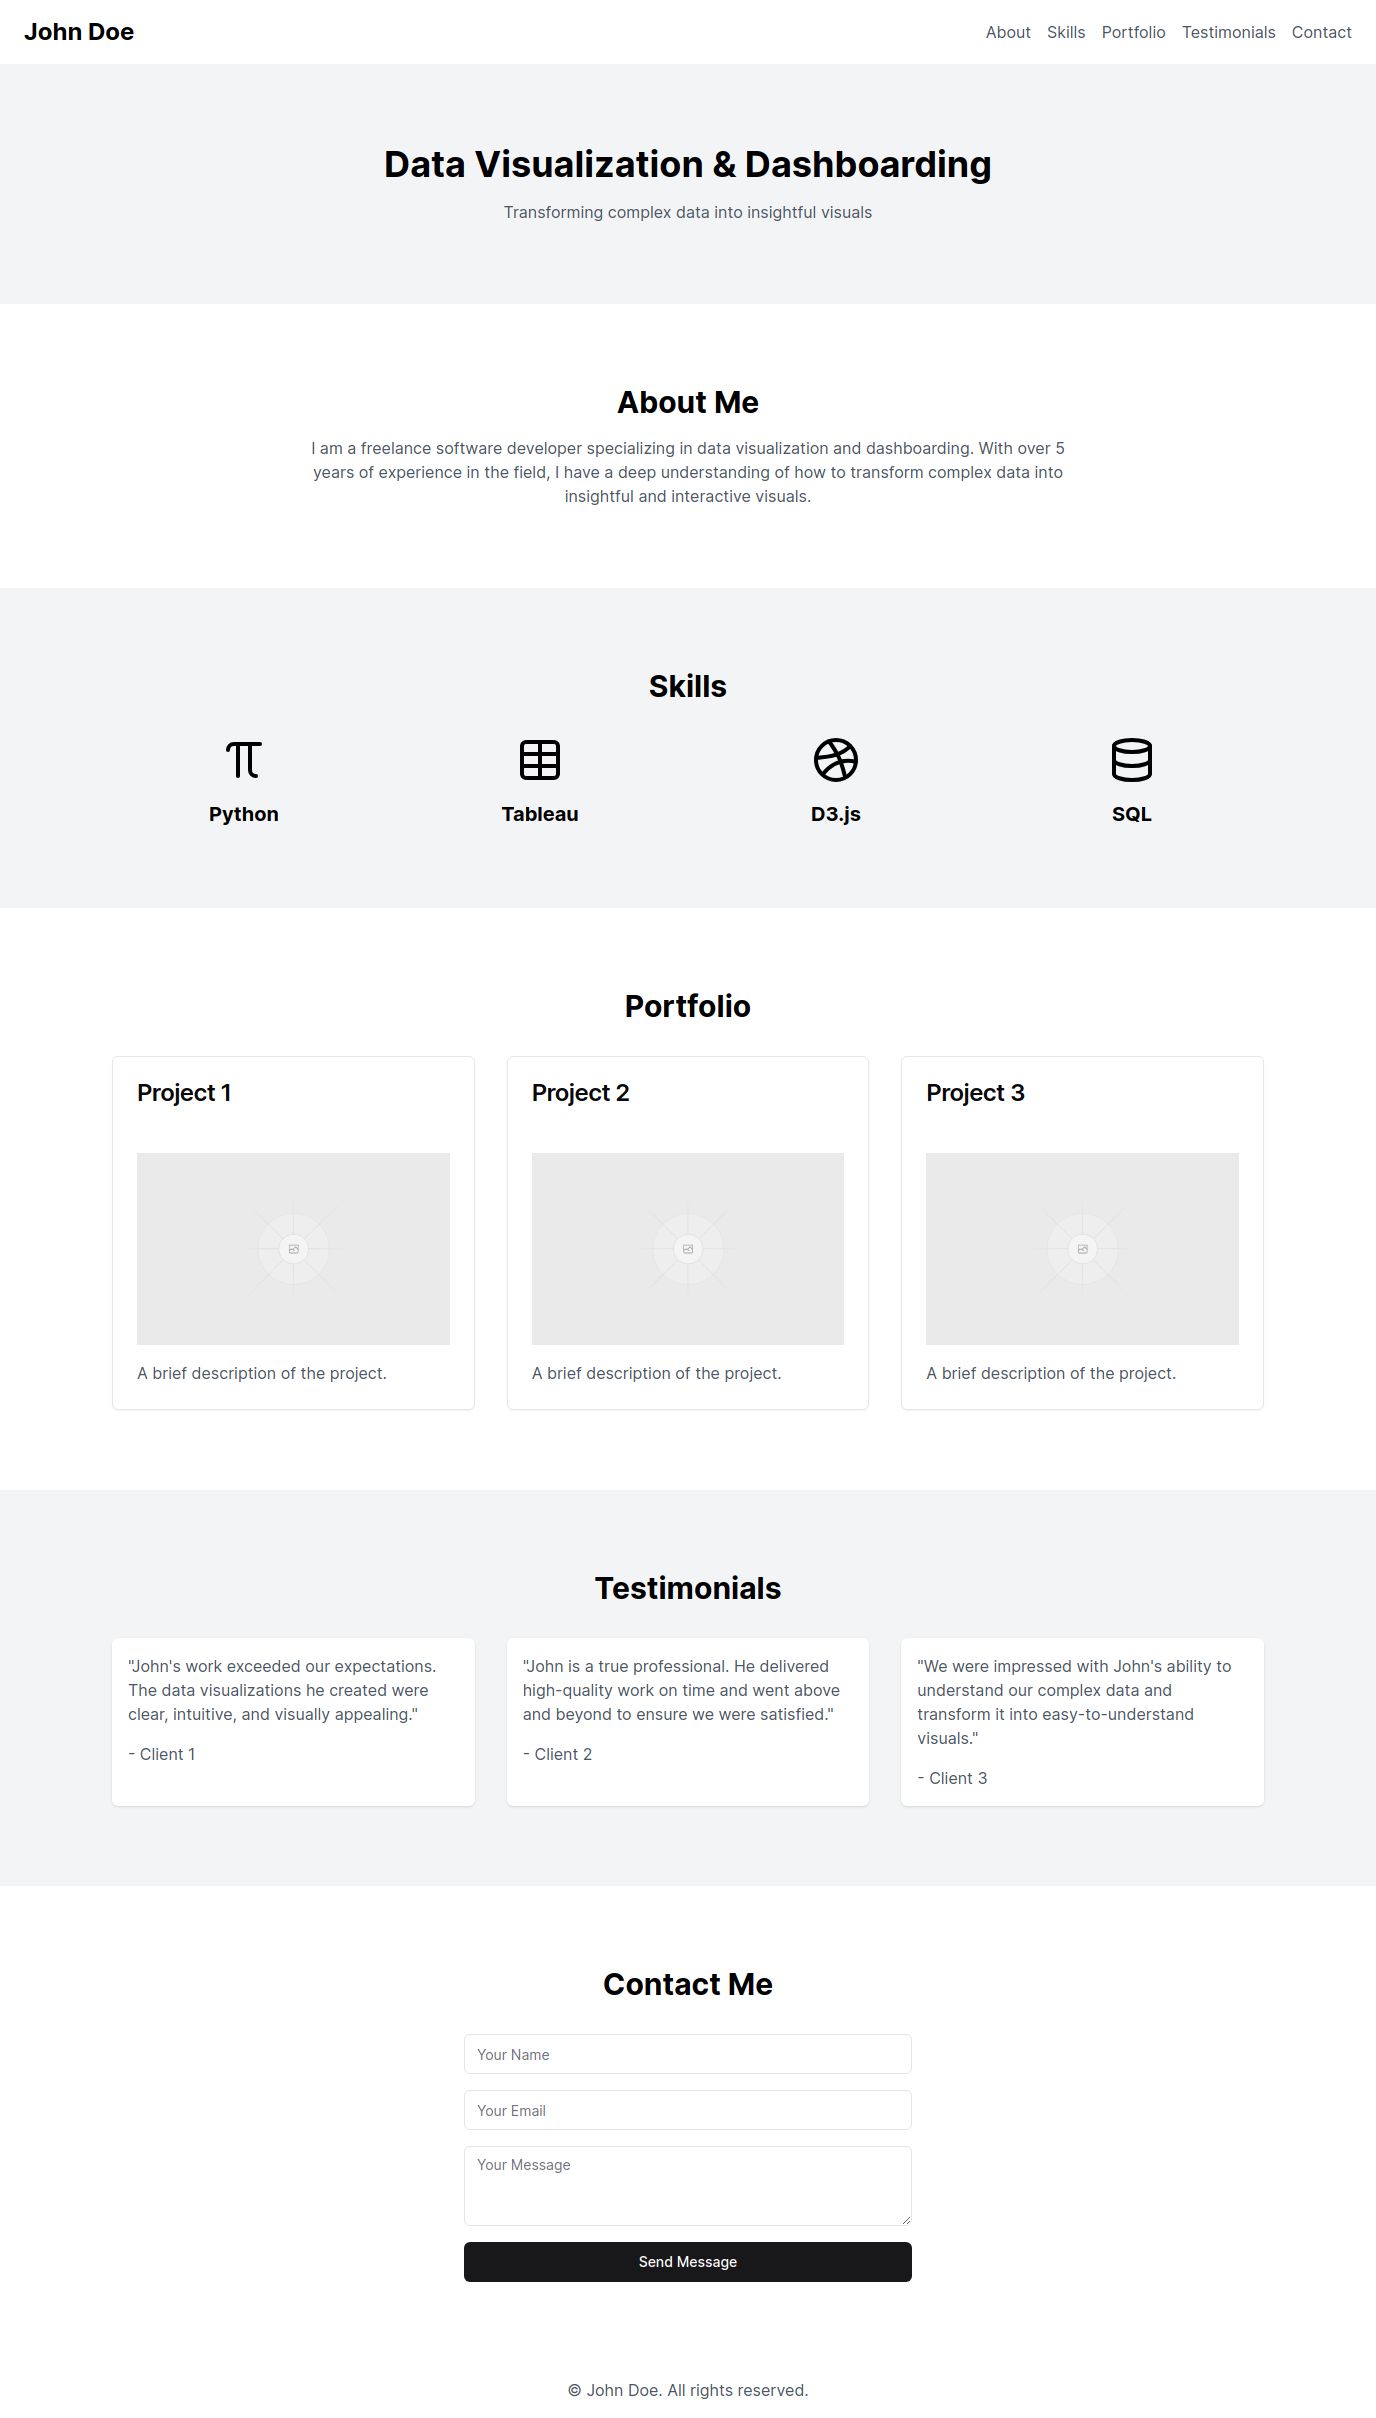 John Doe
About Skills Portfolio Testimonials Contact
Data Visualization & Dashboarding
Transforming complex data into insightful visuals
About Me
I am a freelance software developer specializing in data visualization and dashboarding. With over 5
years of experience in the field, I have a deep understanding of how to transform complex data into
insightful and interactive visuals.
Skills
Python
Tableau
D3.js
SQL
Portfolio
Project 1
A brief description of the project.
Project 2
A brief description of the project.
Project 3
A brief description of the project.
Testimonials
"John's work exceeded our expectations.
The data visualizations he created were
clear, intuitive, and visually appealing."
- Client 1
"John is a true professional. He delivered
high-quality work on time and went above
and beyond to ensure we were satisfied."
- Client 2
"We were impressed with John's ability to
understand our complex data and
transform it into easy-to-understand
visuals."
- Client 3
Contact Me
Your Name
Your Email
Your Message
Send Message
© John Doe. All rights reserved.